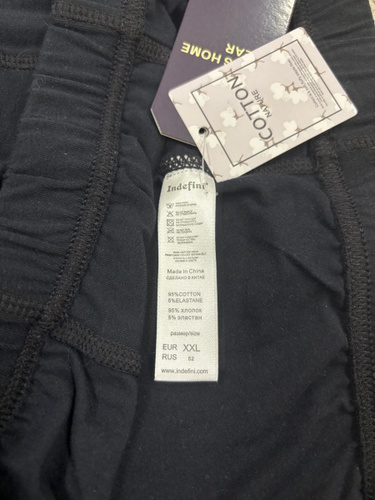 S HOME
EAR
COTTON
NATURE
Indefini
Made in China
СДЕЛАНО В КИТАЕ
95%COTTON
5%ELASTANE
95% ХЛОПОК
5% ЭЛАСТАН
размер/size
EUR XXL
RUS 52
www.indefini.com